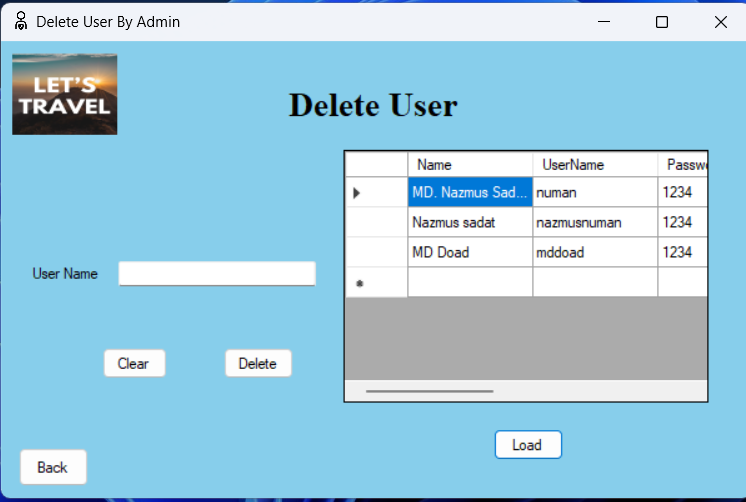 Delete User By Admin
LET'S
TRAVEL
Delete User
Name UserName Passw
MD. Nazmus Sad... numan 1234
Nazmus sadat nazmusnuman 1234
MD Doad mddoad 1234
User Name
Clear Delete
Load
Back